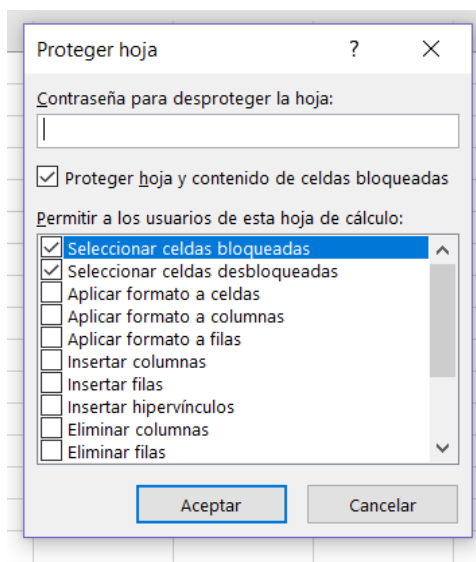 Proteger hoja ?
Contraseña para desproteger la hoja:
Proteger hoja y contenido de celdas bloqueadas
Permitir a los usuarios de esta hoja de cálculo:
Seleccionar celdas bloqueadas
Seleccionar celdas desbloqueadas
Aplicar formato a celdas
Aplicar formato a columnas
Aplicar formato a filas
Insertar columnas
Insertar filas
Insertar hipervínculos
Eliminar columnas
Eliminar filas
Aceptar Cancelar